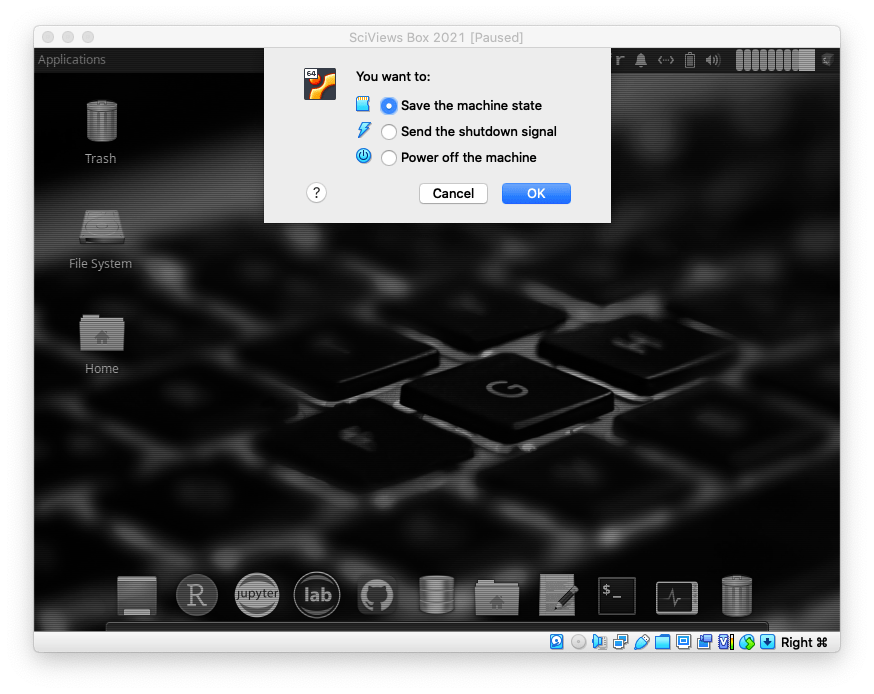 SciViews Box 2021 [Paused]
Applications
r
64
You want to:
Save the machine state
Send the shutdown signal
Power off the machine
?
Cancel
OK
Trash
File System
Home
G
H
R
jupyter
lab
$_
V
Right ⌘